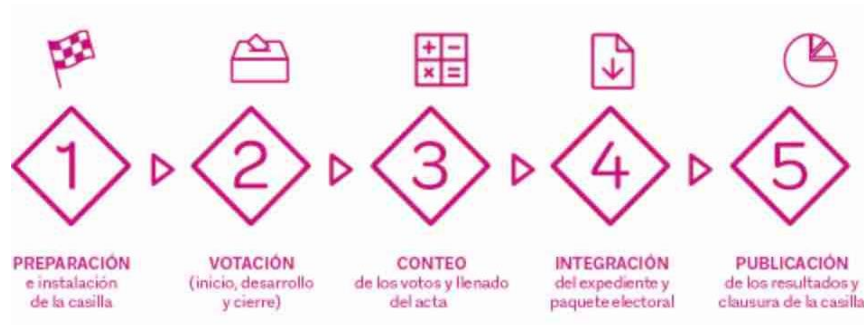 1
2
3
4
5
PREPARACIÓN
e instalación
de la casilla
VOTACIÓN
(inicio, desarrollo
y cierre)
CONTEO
de los votos y llenado
del acta
INTEGRACIÓN
del expediente y
paquete electoral
PUBLICACIÓN
de los resultados y
clausura de la casilla